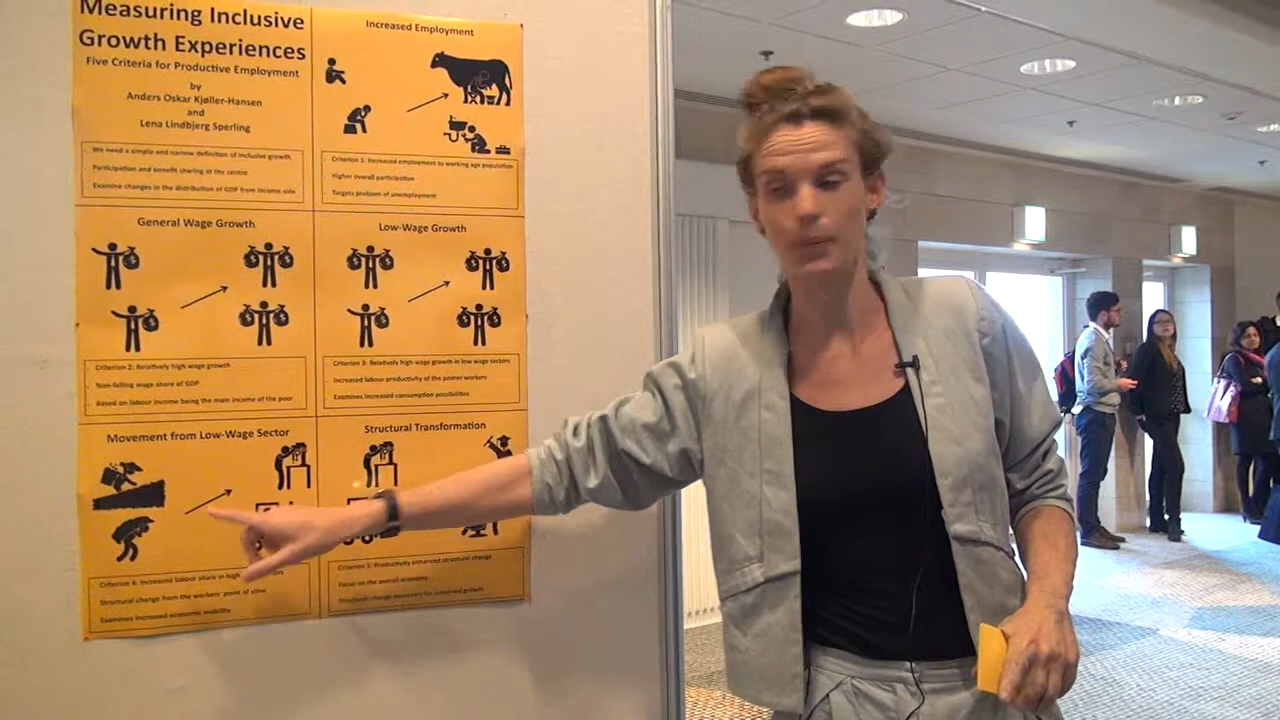 Measuring Inclusive
Growth Experiences
Five Criteria for Productive Employment
by
Anders Oskar Kjøller-Hansen
and
Lena Lindbjerg Sperling
We need a simple and narrow definition of inclusive growth
Participation and benefit sharing at the centre
Examine changes in the distribution of GDP from income side
Increased Employment
Criterion 1: Increased employment by working age population
Higher overall participation
Targets problem of unemployment
General Wage Growth
Criterion 2: Relatively high wage growth
Non-falling wage share of GDP
Based on labour income being the main income of the poor
Low-Wage Growth
Criterion 3: Relatively high wage growth in low wage sectors
Increased labour productivity of the poorer workers
Examines increased consumption possibilities
Movement from Low-Wage Sector
Criterion 4: Increased labour share in high
Structural change from the workers' point of view
Examines increased economic mobility
Structural Transformation
Criterion 5: Productivity enhanced structure change
Focus on the overall economy
Structural change necessary for sustained growth